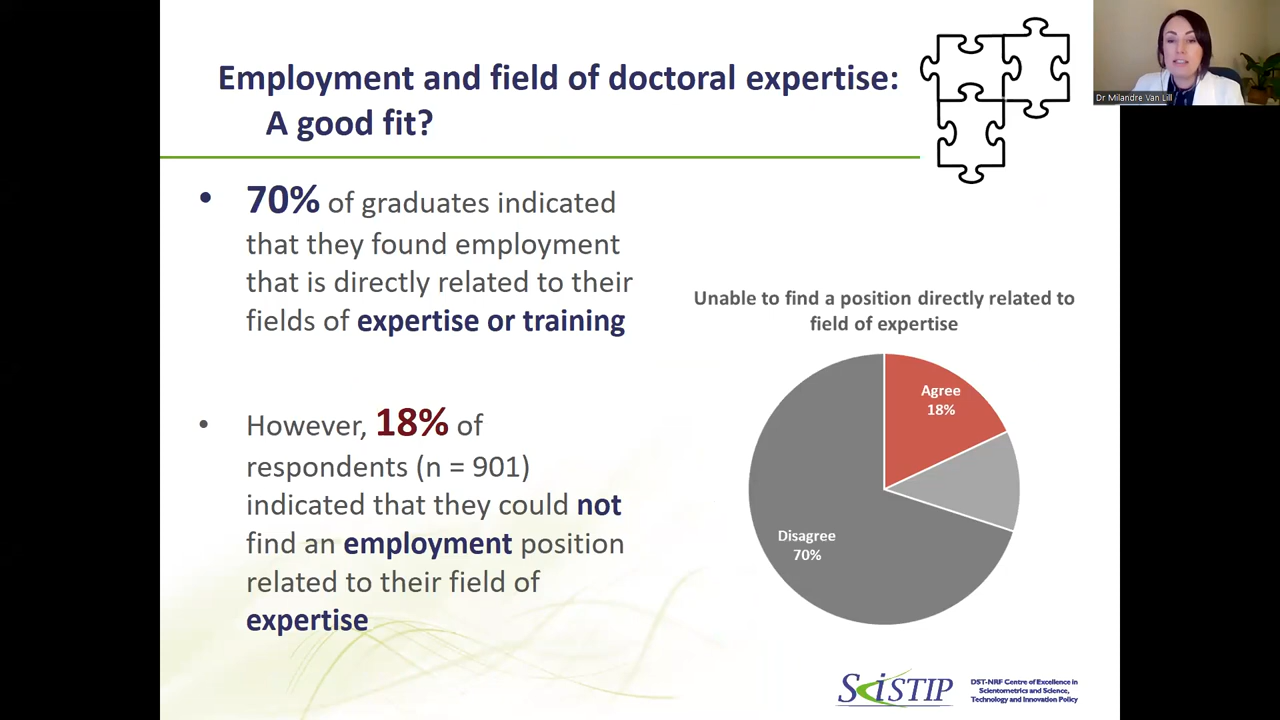 Employment and field of doctoral expertise:
A good fit?
Dr Milandre Van Lill
• 70% of graduates indicated
that they found employment
that is directly related to their
fields of expertise or training
• However, 18% of
respondents (n = 901)
indicated that they could not
find an employment position
related to their field of
expertise
Unable to find a position directly related to
field of expertise
Agree
18%
Disagree
70%
SciSTIP
DST-NRF Centre of Excellence in
Scientometrics and Science,
Technology and Innovation Policy